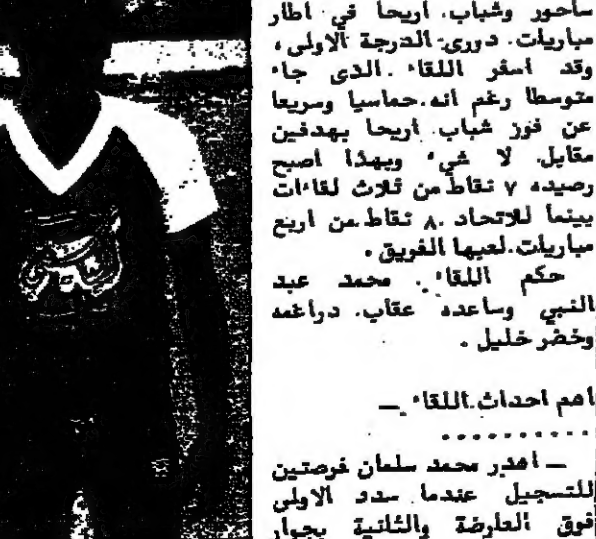 ساحور وشباب اريحا في اطار
مباريات دوري الدرجة الاولى،
وقد اسفر اللقاء الذى جاء
متوسطا رغم انه حماسيا وسريعا
عن فوز شباب اريحا بهدفين
مقابل لا شيء وبهذا اصبح
رصيده ٧ نقاط من ثلاث لقاءات
بينما للاتحاد ٨ نقاط من اربع
مباريات لعبها الفريق .
حكم اللقاء محمد عبد
النبي وساعده عقاب دراغمه
وخضر خليل .
اهم احداث اللقاء —
..........
— اهدر محمد سلمان فرصتين
للتسجيل عندما سدد الاولى
فوق العارضة والثانية بجوار